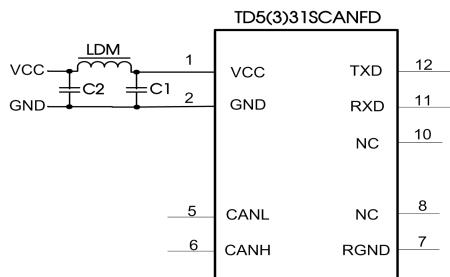 TD5(3)31SCANFD
LDM
VCC
C2
C1
GND
1
VCC
TXD
12
2
GND
RXD
11
NC
10
5
CANL
NC
8
6
CANH
RGND
7